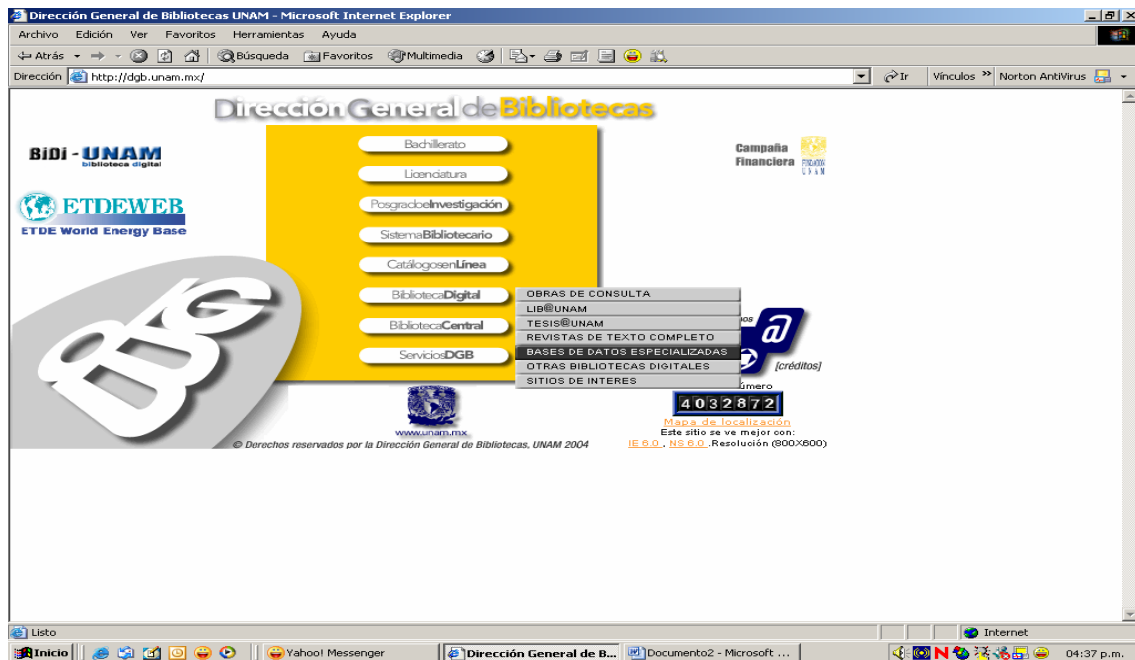 Dirección General de Bibliotecas UNAM - Microsoft Internet Explorer
Archivo Edición Ver Favoritos Herramientas Ayuda
Atrás Búsqueda Favoritos Multimedia
Dirección http://dgb.unam.mx/ Ir Vínculos » Norton AntiVirus
Dirección General de Bibliotecas
BiDi - UNAM
biblioteca digital
ETDEWEB
ETDE World Energy Base
Campaña
Financiera
FUNDACIÓN
UNAM
Bachillerato
Licenciatura
PosgradoeInvestigación
SistemaBibliotecario
CatálogosenLínea
BibliotecaDigital
BibliotecaCentral
ServiciosDGB
OBRAS DE CONSULTA
LIB@UNAM
TESIS@UNAM
REVISTAS DE TEXTO COMPLETO
BASES DE DATOS ESPECIALIZADAS
OTRAS BIBLIOTECAS DIGITALES
SITIOS DE INTERES
@
[créditos]
4032872
Mapa de localización
Este sitio se ve mejor con:
IE 6.0 , NS 6.0 .Resolución (800X600)
www.unam.mx
© Derechos reservados por la Dirección General de Bibliotecas, UNAM 2004
Listo Internet
Inicio Yahoo! Messenger Dirección General de B... Documento2 - Microsoft ... 04:37 p.m.